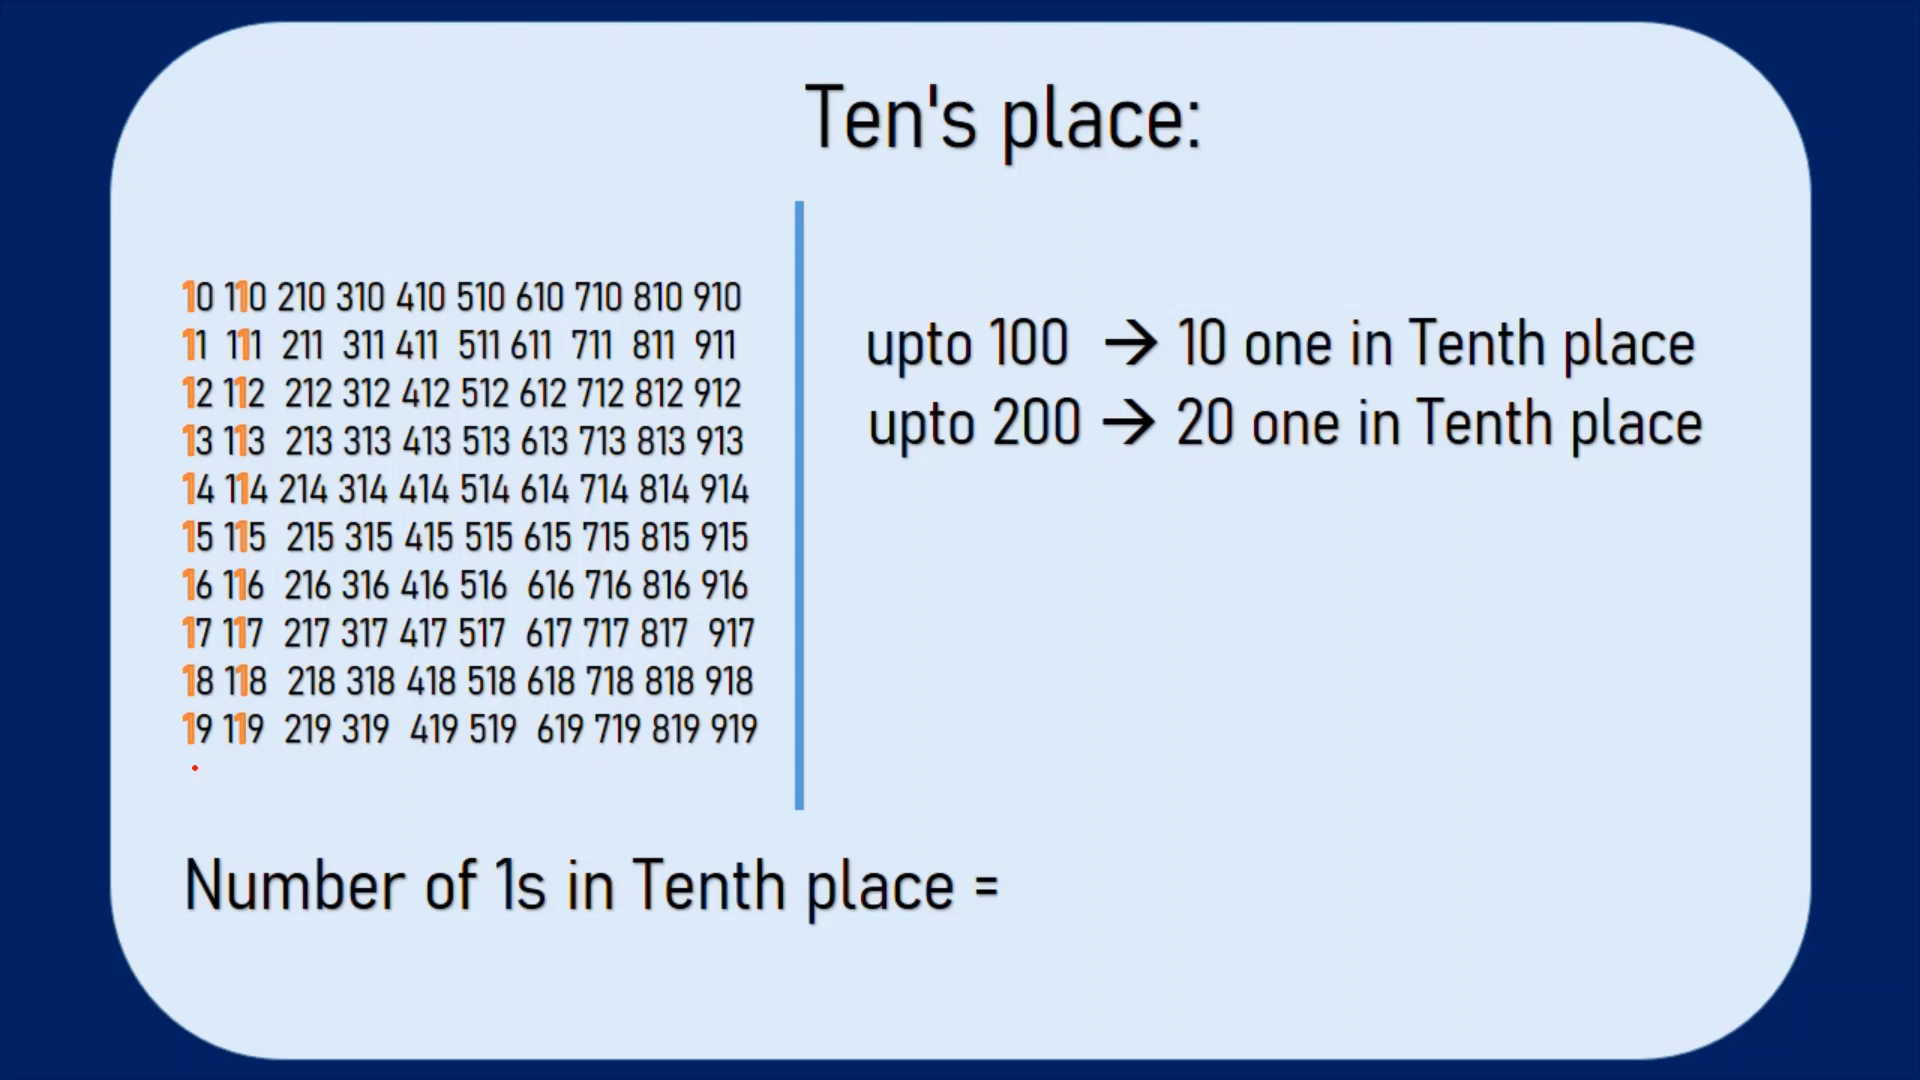 Ten's place:
10 110 210 310 410 510 610 710 810 910
11 111 211 311 411 511 611 711 811 911
12 112 212 312 412 512 612 712 812 912
13 113 213 313 413 513 613 713 813 913
14 114 214 314 414 514 614 714 814 914
15 115 215 315 415 515 615 715 815 915
16 116 216 316 416 516 616 716 816 916
17 117 217 317 417 517 617 717 817 917
18 118 218 318 418 518 618 718 818 918
19 119 219 319 419 519 619 719 819 919
upto 100 → 10 one in Tenth place
upto 200 → 20 one in Tenth place
Number of 1s in Tenth place =